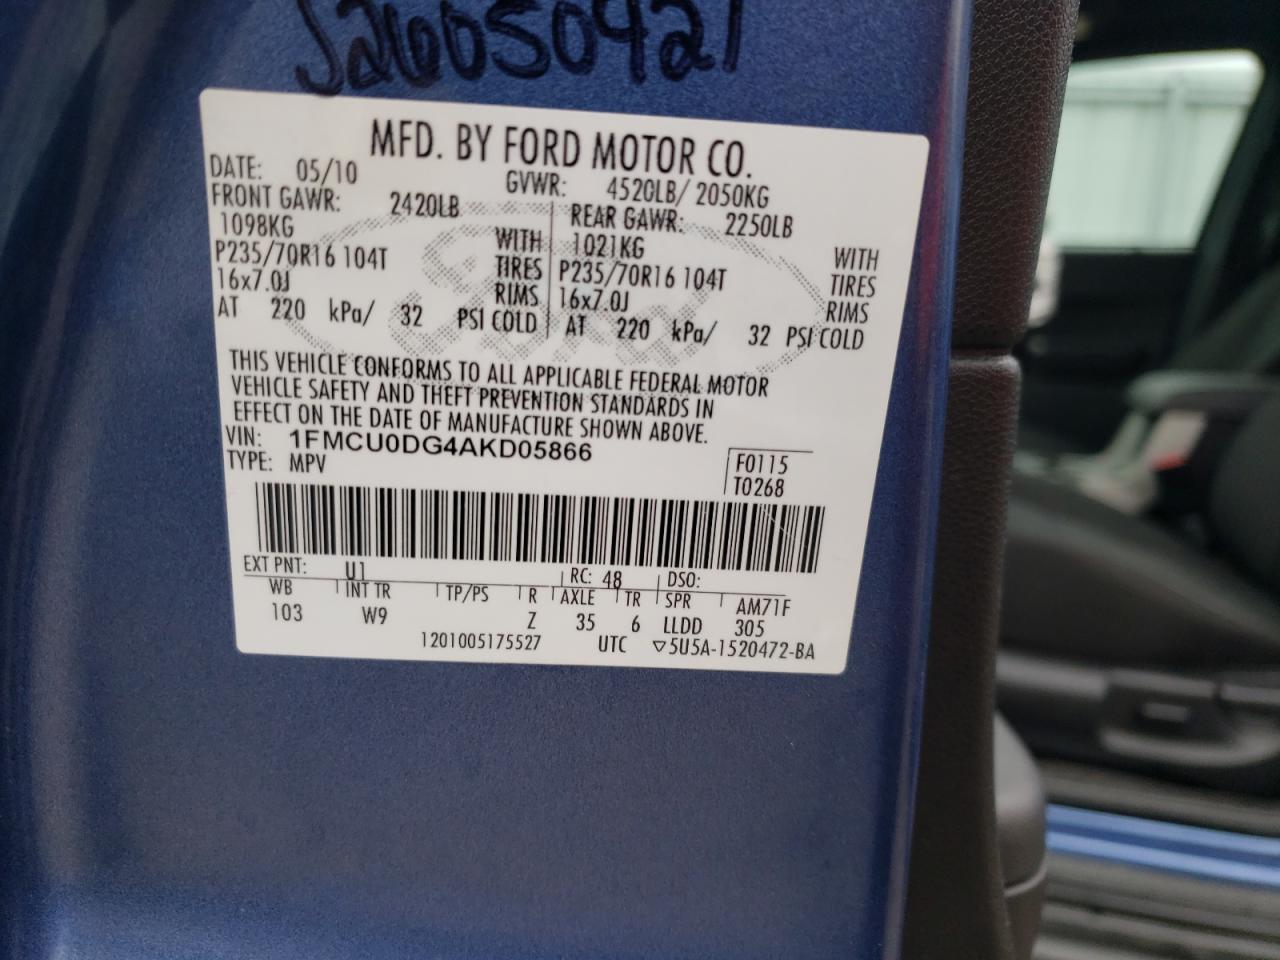 J26050421
MFD. BY FORD MOTOR CO.
DATE: 05/10 GVWR: 4520LB/ 2050KG
FRONT GAWR: 2420LB REAR GAWR: 2250LB
1098KG WITH 1021KG WITH
P235/70R16 104T TIRES P235/70R16 104T TIRES
16x7.0J RIMS 16x7.0J RIMS
AT 220 kPa/ 32 PSI COLD AT 220 kPa/ 32 PSI COLD
Ford
THIS VEHICLE CONFORMS TO ALL APPLICABLE FEDERAL MOTOR
VEHICLE SAFETY AND THEFT PREVENTION STANDARDS IN
EFFECT ON THE DATE OF MANUFACTURE SHOWN ABOVE.
VIN: 1FMCU0DG4AKD05866
TYPE: MPV
F0115
T0268
EXT PNT: U1 RC: 48 DSO:
WB INT TR TP/PS R AXLE TR SPR AM71F
103 W9 Z 35 6 LLDD 305
1201005175527 UTC ▽5U5A-1520472-BA